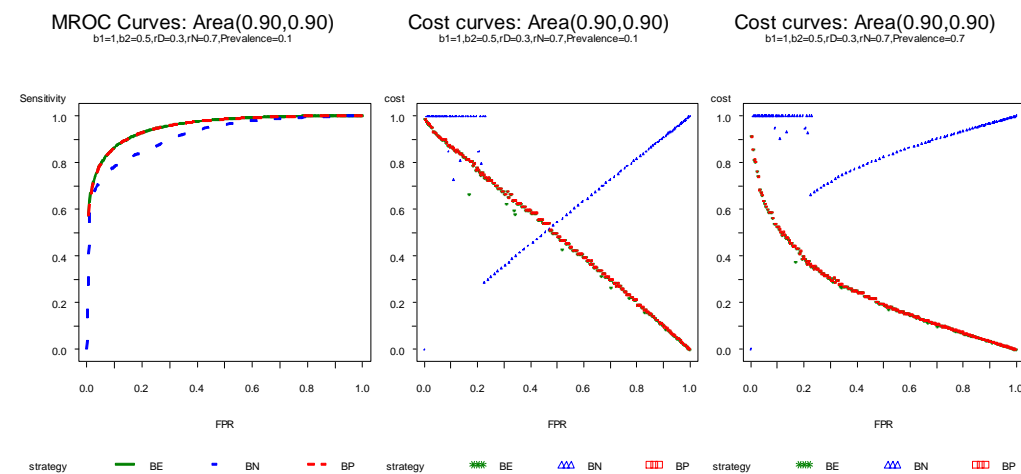 MROC Curves: Area(0.90,0.90)
b1=1,b2=0.5,rD=0.3,rN=0.7,Prevalence=0.1
Sensitivity
1.0
0.8
0.6
0.4
0.2
0.0
0.0 0.2 0.4 0.6 0.8 1.0
FPR
strategy BE BN BP
Cost curves: Area(0.90,0.90)
b1=1,b2=0.5,rD=0.3,rN=0.7,Prevalence=0.1
cost
1.0
0.8
0.6
0.4
0.2
0.0
0.0 0.2 0.4 0.6 0.8 1.0
FPR
strategy BE BN BP
Cost curves: Area(0.90,0.90)
b1=1,b2=0.5,rD=0.3,rN=0.7,Prevalence=0.7
cost
1.0
0.8
0.6
0.4
0.2
0.0
0.0 0.2 0.4 0.6 0.8 1.0
FPR
strategy BE BN BP